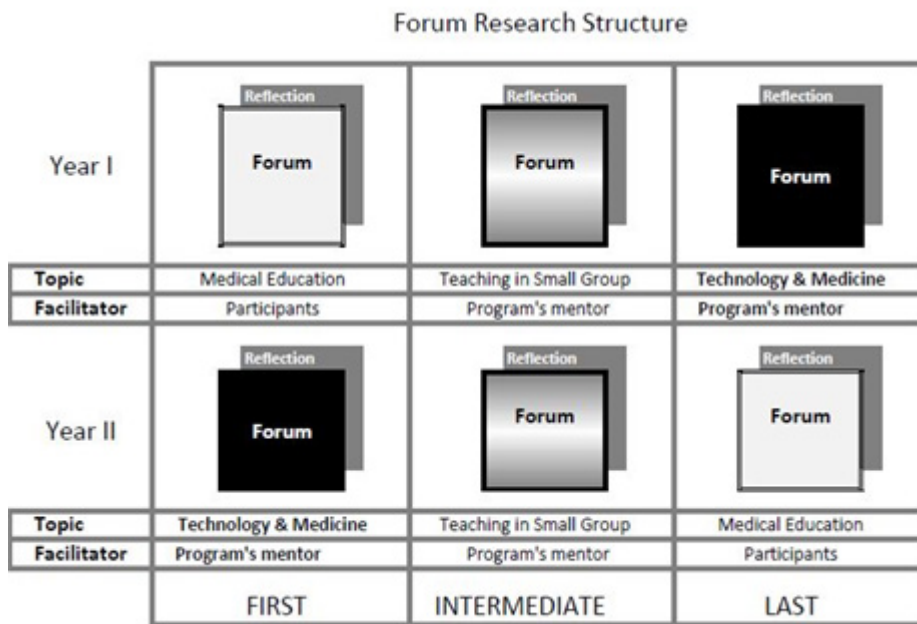 Forum Research Structure
Reflection Reflection Reflection
Year I Forum Forum Forum
Topic Medical Education Teaching in Small Group Technology & Medicine
Facilitator Participants Program's mentor Program's mentor
Reflection Reflection Reflection
Year II Forum Forum Forum
Topic Technology & Medicine Teaching in Small Group Medical Education
Facilitator Program's mentor Program's mentor Participants
FIRST INTERMEDIATE LAST